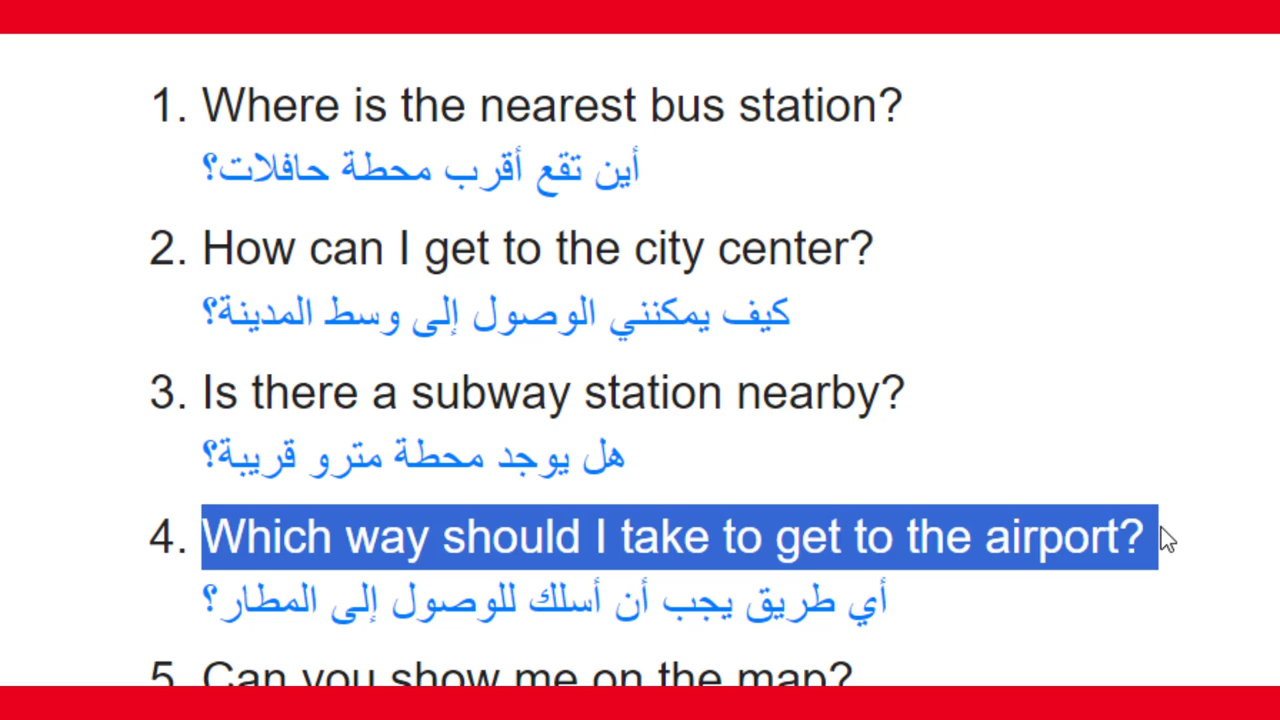 1. Where is the nearest bus station?
أين تقع أقرب محطة حافلات؟
2. How can I get to the city center?
كيف يمكنني الوصول إلى وسط المدينة؟
3. Is there a subway station nearby?
هل يوجد محطة مترو قريبة؟
4. Which way should I take to get to the airport?
أي طريق يجب أن أسلك للوصول إلى المطار؟
5. Can you show me on the map?